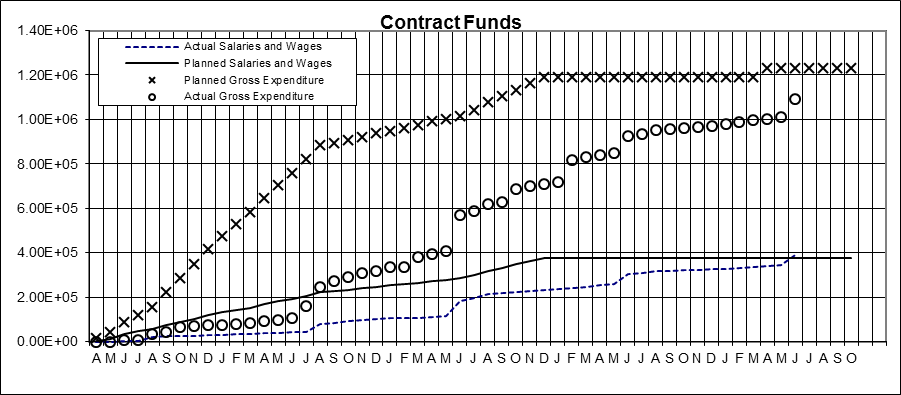 Contract Funds
1.40E+06
Actual Salaries and Wages
Planned Salaries and Wages
Planned Gross Expenditure
Actual Gross Expenditure
1.20E+06
1.00E+06
8.00E+05
6.00E+05
4.00E+05
2.00E+05
0.00E+00
A M J J A S O N D J F M A M J J A S O N D J F M A M J J A S O N D J F M A M J J A S O N D J F M A M J J A S O